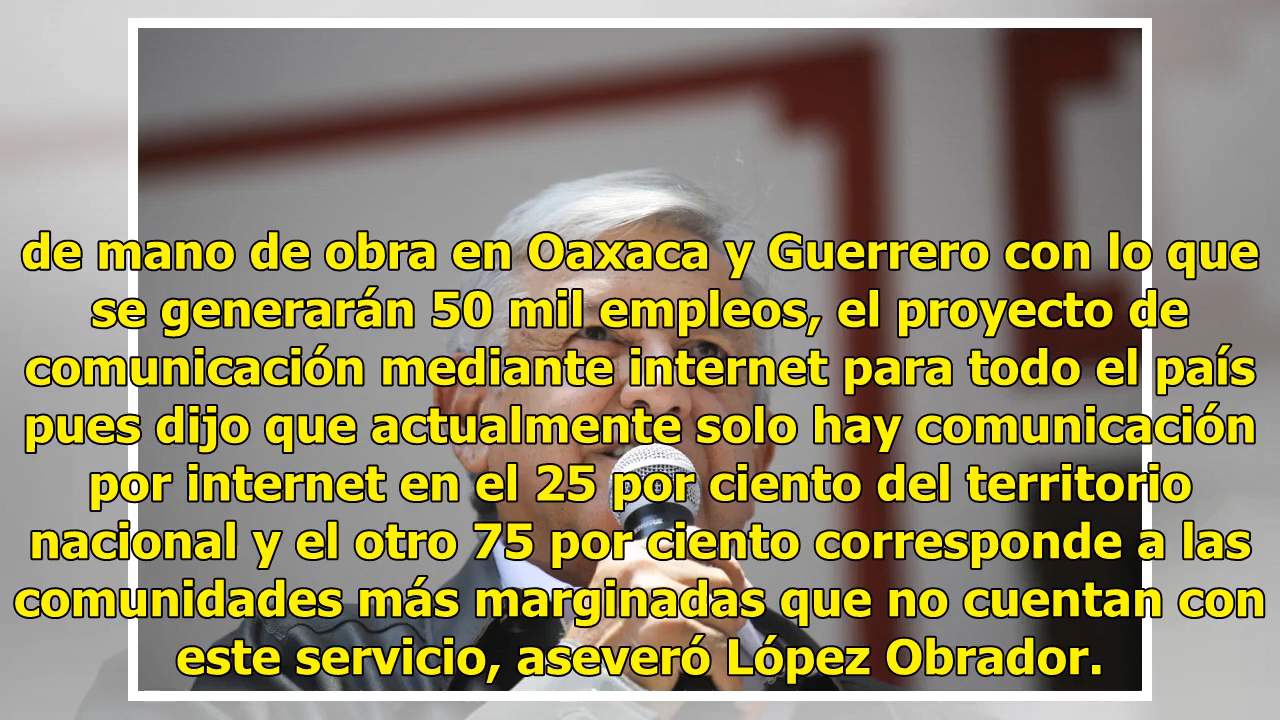 de mano de obra en Oaxaca y Guerrero con lo que
se generarán 50 mil empleos, el proyecto de
comunicación mediante internet para todo el país
pues dijo que actualmente solo hay comunicación
por internet en el 25 por ciento del territorio
nacional y el otro 75 por ciento corresponde a las
comunidades más marginadas que no cuentan con
este servicio, aseveró López Obrador.